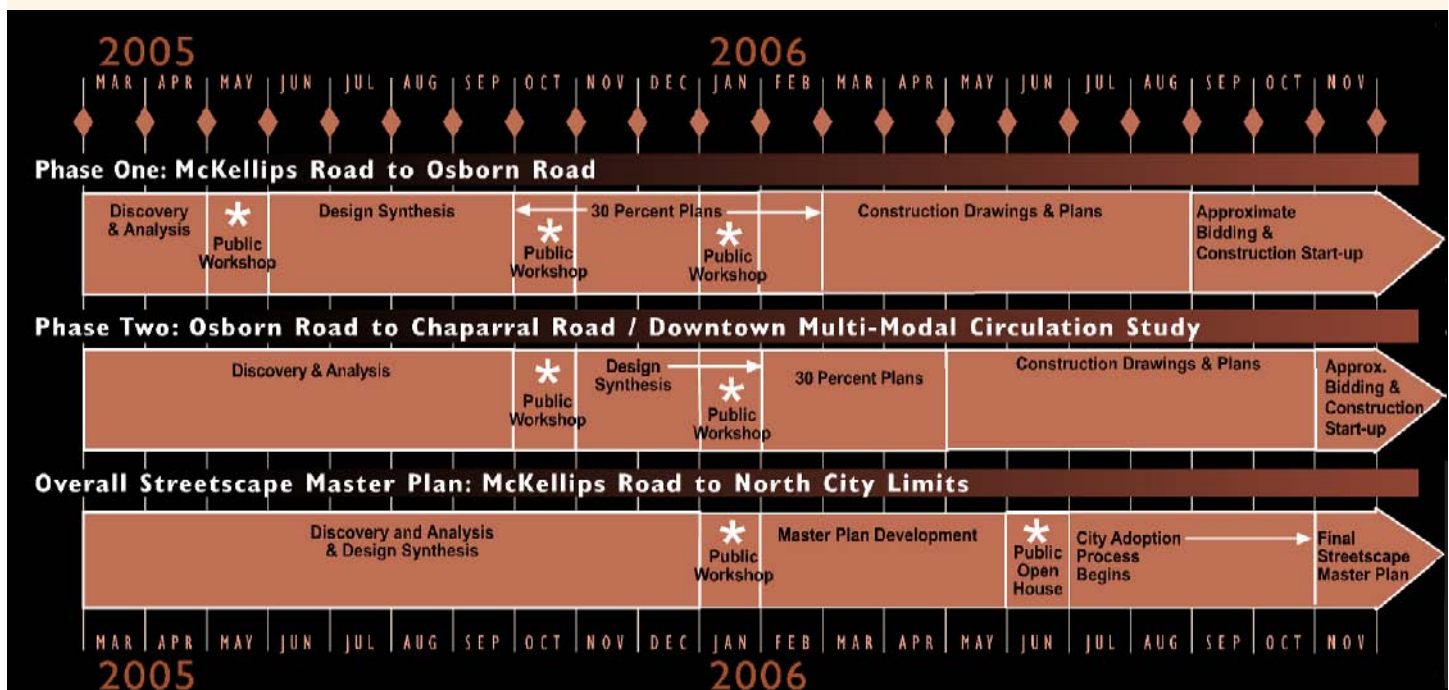 2005 2006
MAR APR MAY JUN JUL AUG SEP OCT NOV DEC JAN FEB MAR APR MAY JUN JUL AUG SEP OCT NOV
Phase One: McKellips Road to Osborn Road
Discovery
& Analysis
*
Public
Workshop
Design Synthesis
30 Percent Plans
*
Public
Workshop
*
Public
Workshop
Construction Drawings & Plans
Approximate
Bidding &
Construction Start-up
Phase Two: Osborn Road to Chaparral Road / Downtown Multi-Modal Circulation Study
Discovery & Analysis
*
Public
Workshop
Design
Synthesis
*
Public
Workshop
30 Percent Plans
Construction Drawings & Plans
Approx.
Bidding &
Construction
Start-up
Overall Streetscape Master Plan: McKellips Road to North City Limits
Discovery and Analysis
& Design Synthesis
*
Public
Workshop
Master Plan Development
*
Public
Open
House
City Adoption
Process
Begins
Final
Streetscape
Master Plan
MAR APR MAY JUN JUL AUG SEP OCT NOV DEC JAN FEB MAR APR MAY JUN JUL AUG SEP OCT NOV
2005 2006